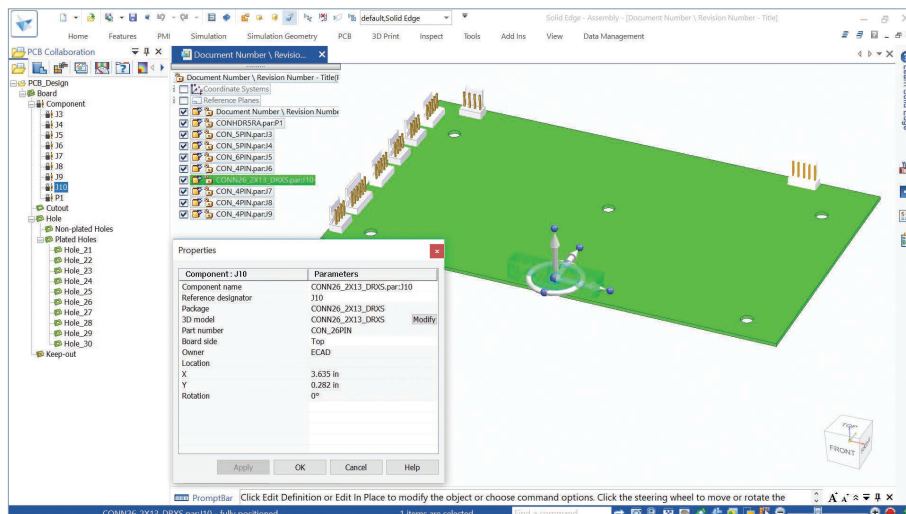 default,Solid Edge
Solid Edge - Assembly - [Document Number \ Revision Number - Title]
Home Features PMI Simulation Simulation Geometry PCB 3D Print Inspect Tools Add Ins View Data Management
PCB Collaboration
Document Number \ Revisio...
PCB_Design
Board
Component
J3
J4
J5
J6
J7
J8
J9
J10
P1
Cutout
Hole
Non-plated Holes
Plated Holes
Hole_21
Hole_22
Hole_23
Hole_24
Hole_25
Hole_26
Hole_27
Hole_28
Hole_29
Hole_30
Keep-out
Document Number \ Revision Number - Title[
Coordinate Systems
Reference Planes
Document Number \ Revision Numbe
CONHDR5RA.par:P1
CON_5PIN.par:J3
CON_5PIN.par:J4
CON_6PIN.par:J5
CON_4PIN.par:J6
CONN26_2X13_DRXS.par:J10
CON_4PIN.par:J7
CON_4PIN.par:J8
CON_4PIN.par:J9
Properties
Component : J10 Parameters
Component name CONN26_2X13_DRXS.par:J10
Reference designator J10
Package CONN26_2X13_DRXS
3D model CONN26_2X13_DRXS Modify
Part number CON_26PIN
Board side Top
Owner ECAD
Location
X 3.635 in
Y 0.282 in
Rotation 0°
Apply OK Cancel Help
TOP
FRONT
PromptBar Click Edit Definition or Edit In Place to modify the object or choose command options. Click the steering wheel to move or rotate the
CONN26_2X13_DRXS.par:J10 - fully positioned 1 items are selected Find a command